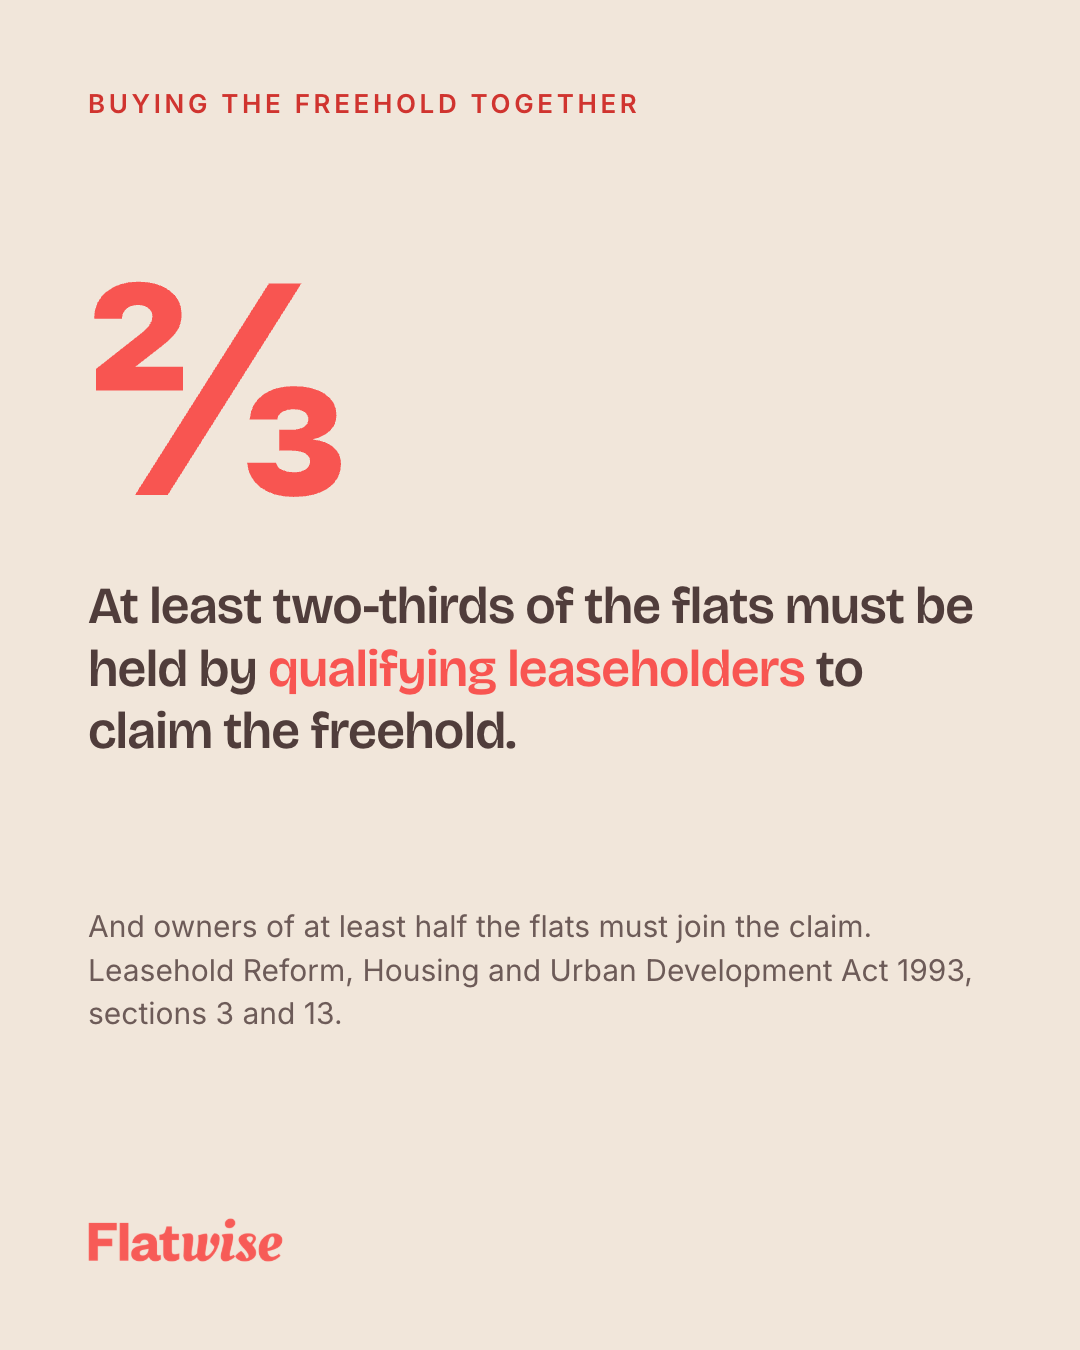 BUYING THE FREEHOLD TOGETHER
⅔
At least two-thirds of the flats must be
held by qualifying leaseholders to
claim the freehold.
And owners of at least half the flats must join the claim.
Leasehold Reform, Housing and Urban Development Act 1993,
sections 3 and 13.
Flatwise